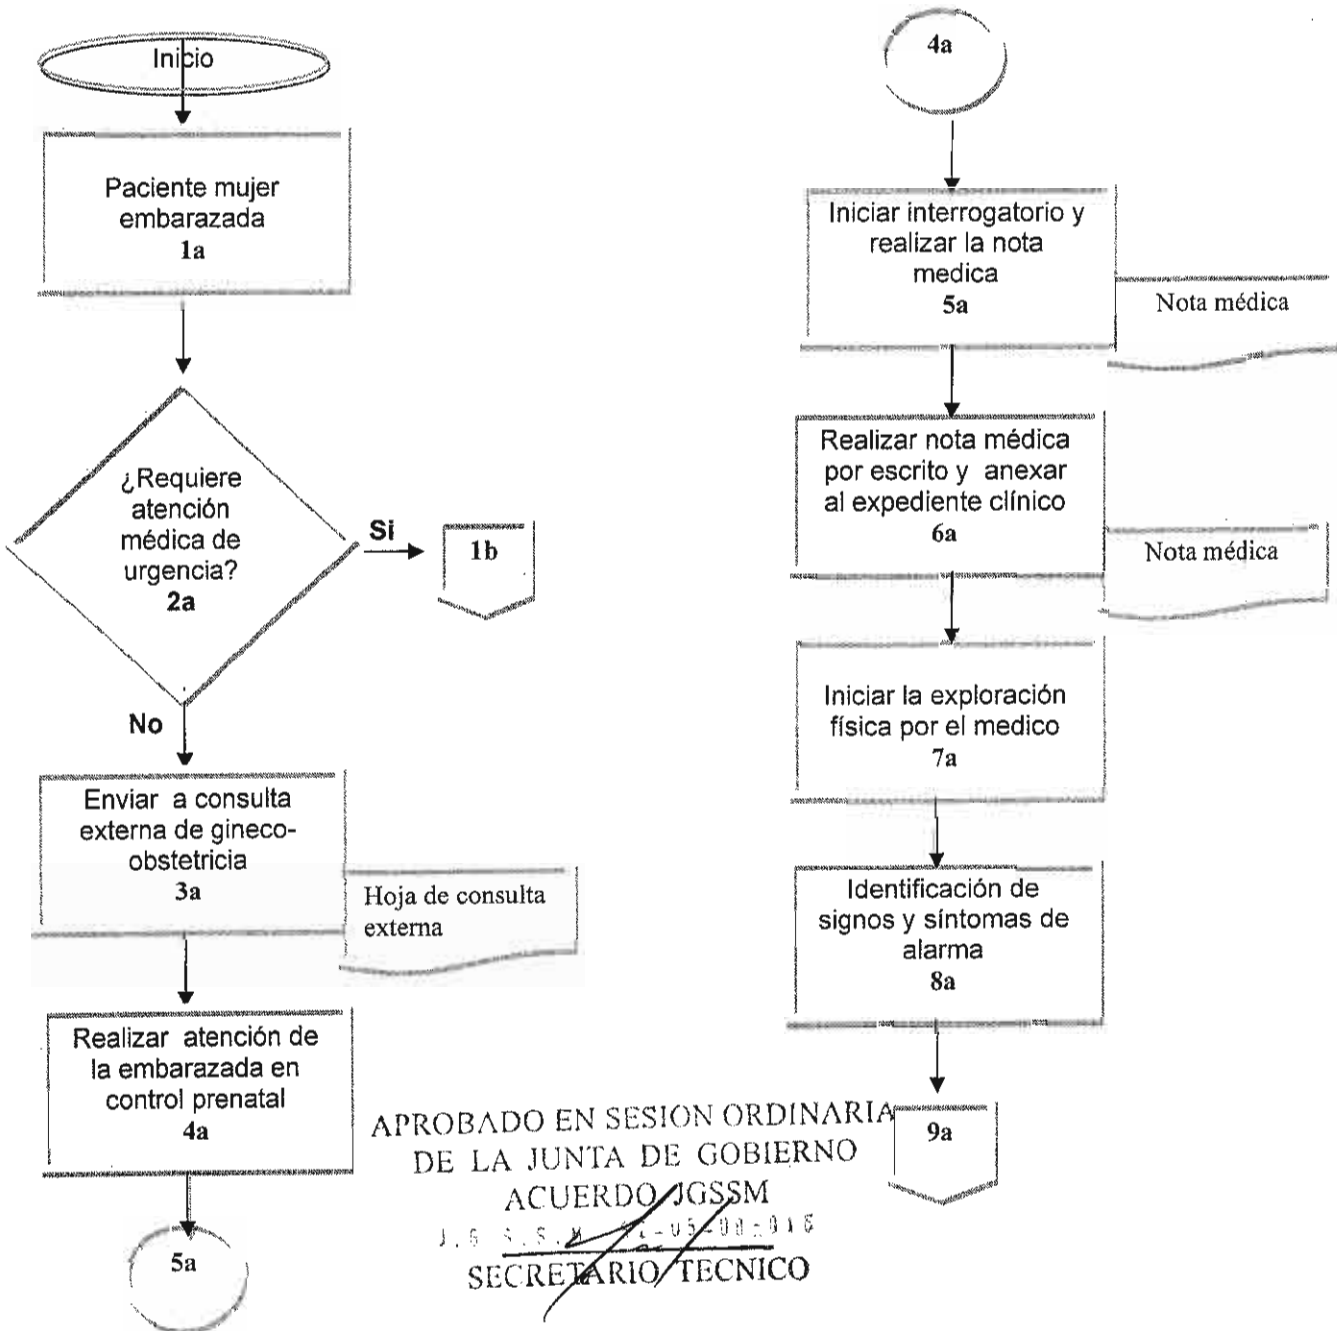 Inicio
Paciente mujer
embarazada
1a
¿Requiere
atención
médica de
urgencia?
2a
Si
1b
No
Enviar a consulta
externa de gineco-
obstetricia
3a
Hoja de consulta
externa
Realizar atención de
la embarazada en
control prenatal
4a
5a
4a
Iniciar interrogatorio y
realizar la nota
medica
5a
Nota médica
Realizar nota médica
por escrito y anexar
al expediente clínico
6a
Nota médica
Iniciar la exploración
física por el medico
7a
Identificación de
signos y síntomas de
alarma
8a
9a
APROBADO EN SESION ORDINARIA
DE LA JUNTA DE GOBIERNO
ACUERDO JGSSM
SECRETARIO TECNICO